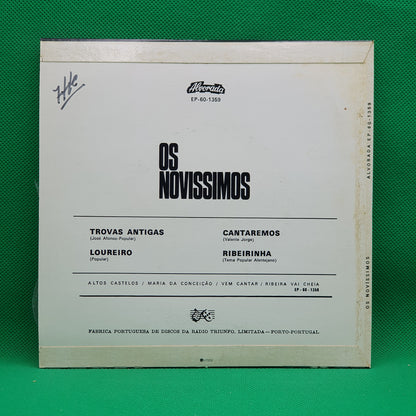 Alvorada
EP-60-1359
OS
NOVISSIMOS
TROVAS ANTIGAS
(José Afonso-Popular)
LOUREIRO
(Popular)
CANTAREMOS
(Valente Jorge)
RIBEIRINHA
(Tema Popular Alentejano)
ALTOS CASTELOS / MARIA DA CONCEIÇÃO / VEM CANTAR / RIBEIRA VAI CHEIA
EP - 60 - 1358
FÁBRICA PORTUGUESA DE DISCOS DA RÁDIO TRIUNFO, LIMITADA — PORTO-PORTUGAL
ALVORADA EP-60-1359
OS NOVISSIMOS